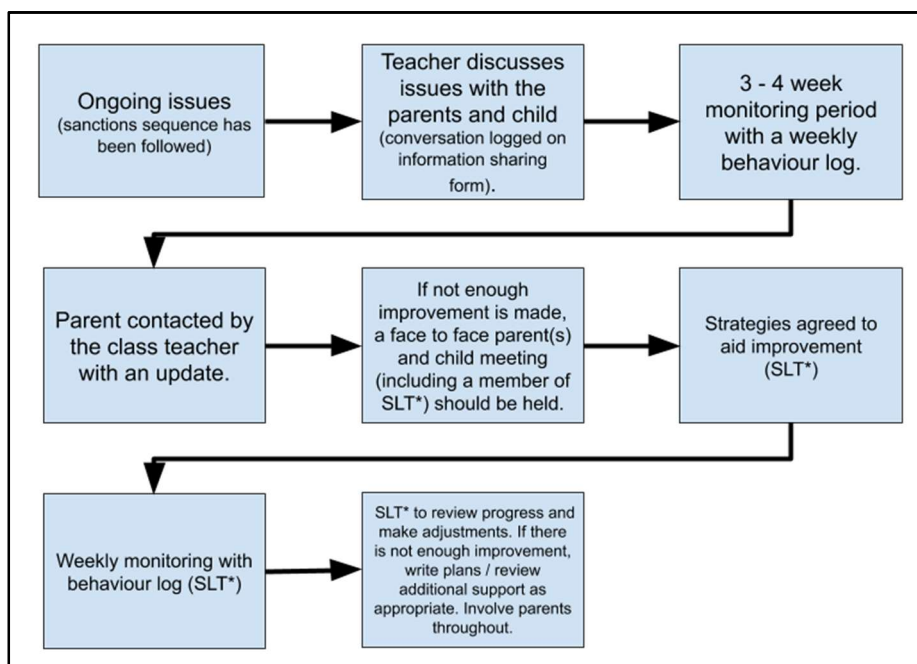 Ongoing issues
(sanctions sequence has
been followed)
Teacher discusses
issues with the
parents and child
(conversation logged on
information sharing
form).
3 - 4 week
monitoring period
with a weekly
behaviour log.
Parent contacted by
the class teacher
with an update.
If not enough
improvement is made,
a face to face parent(s)
and child meeting
(including a member of
SLT*) should be held.
Strategies agreed to
aid improvement
(SLT*)
Weekly monitoring with
behaviour log (SLT*)
SLT* to review progress and
make adjustments. If there
is not enough improvement,
write plans / review
additional support as
appropriate. Involve parents
throughout.